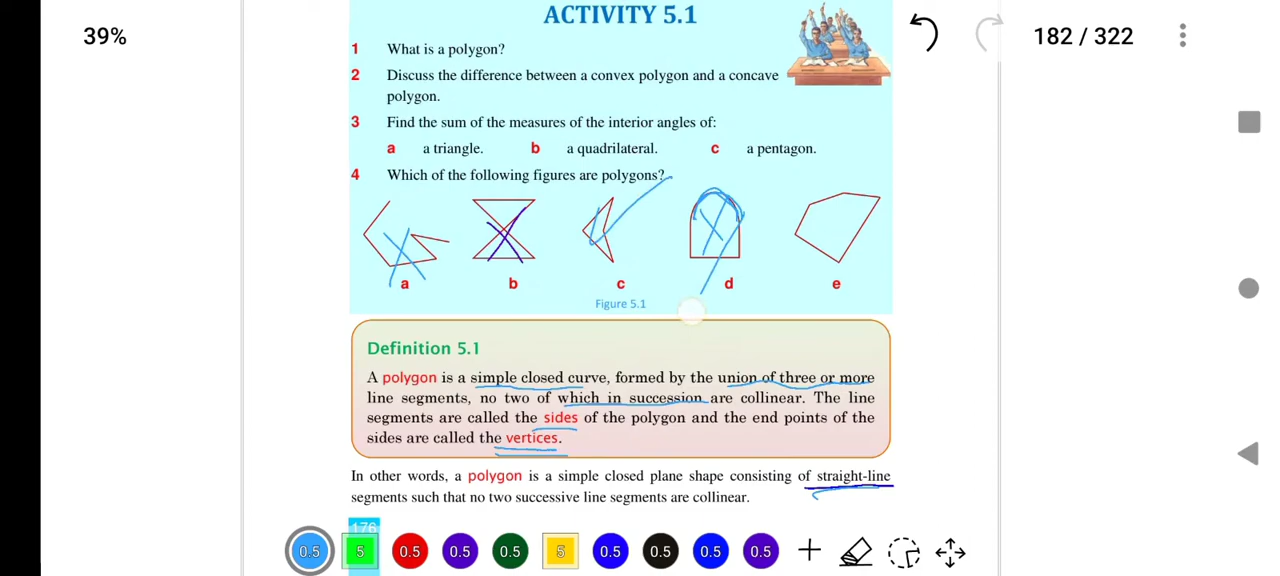 39%
182 / 322
ACTIVITY 5.1
1 What is a polygon?
2 Discuss the difference between a convex polygon and a concave
polygon.
3 Find the sum of the measures of the interior angles of:
a a triangle. b a quadrilateral. c a pentagon.
4 Which of the following figures are polygons?
a b c d e
Figure 5.1
Definition 5.1
A polygon is a simple closed curve, formed by the union of three or more
line segments, no two of which in succession are collinear. The line
segments are called the sides of the polygon and the end points of the
sides are called the vertices.
In other words, a polygon is a simple closed plane shape consisting of straight-line
segments such that no two successive line segments are collinear.
176
0.5 5 0.5 0.5 0.5 5 0.5 0.5 0.5 0.5